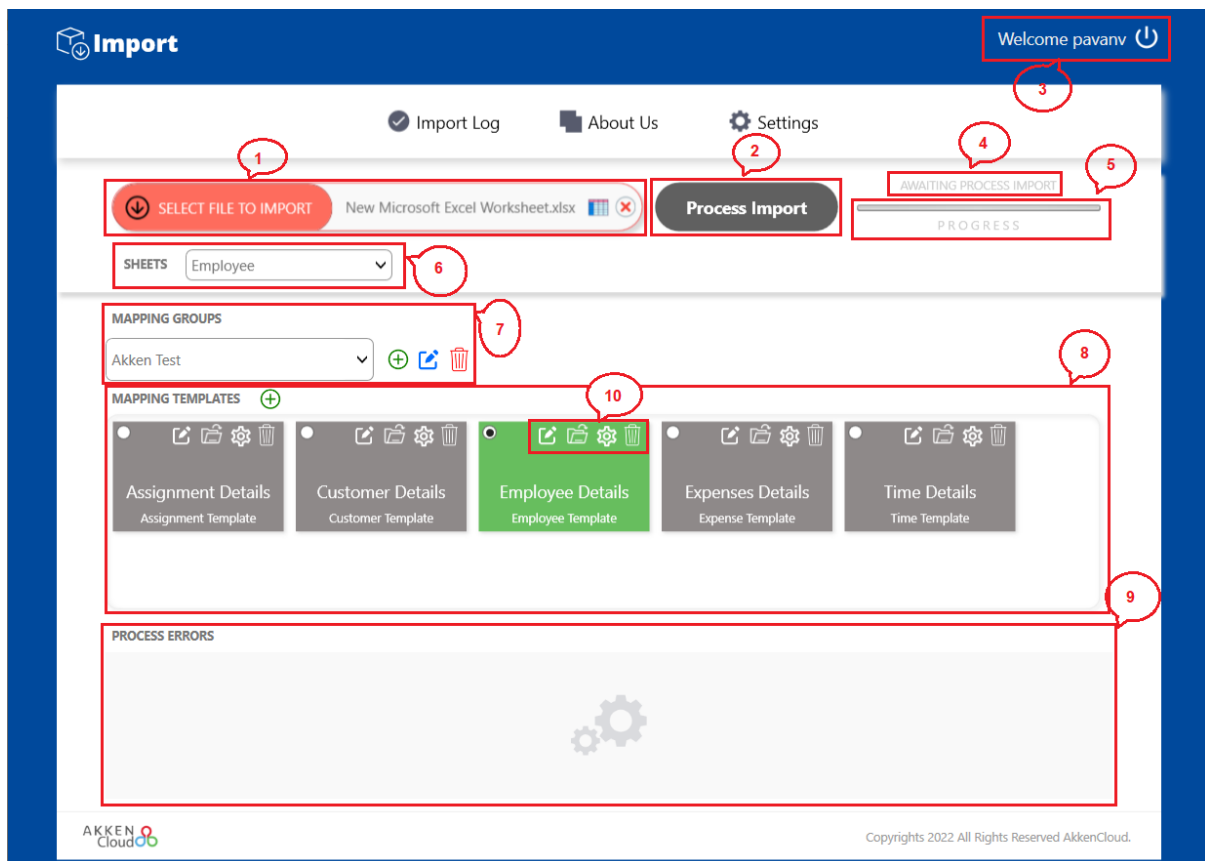 Import
Welcome pavanv
3
Import Log
About Us
Settings
1
2
4
5
SELECT FILE TO IMPORT
New Microsoft Excel Worksheet.xlsx
Process Import
AWAITING PROCESS IMPORT
PROGRESS
SHEETS
Employee
6
MAPPING GROUPS
7
Akken Test
8
MAPPING TEMPLATES
10
Assignment Details
Assignment Template
Customer Details
Customer Template
Employee Details
Employee Template
Expenses Details
Expense Template
Time Details
Time Template
9
PROCESS ERRORS
AKKEN
Cloud
Copyrights 2022 All Rights Reserved AkkenCloud.